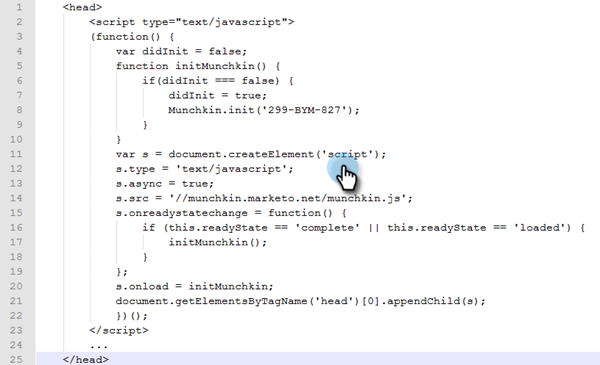 1 <head>
2 <script type="text/javascript">
3 (function() {
4 var didInit = false;
5 function initMunchkin() {
6 if(didInit === false) {
7 didInit = true;
8 Munchkin.init('299-BYM-827');
9 }
10 }
11 var s = document.createElement('script');
12 s.type = 'text/javascript';
13 s.async = true;
14 s.src = '//munchkin.marketo.net/munchkin.js';
15 s.onreadystatechange = function() {
16 if (this.readyState == 'complete' || this.readyState == 'loaded') {
17 initMunchkin();
18 }
19 };
20 s.onload = initMunchkin;
21 document.getElementsByTagName('head')[0].appendChild(s);
22 })();
23 </script>
24 ...
25 </head>